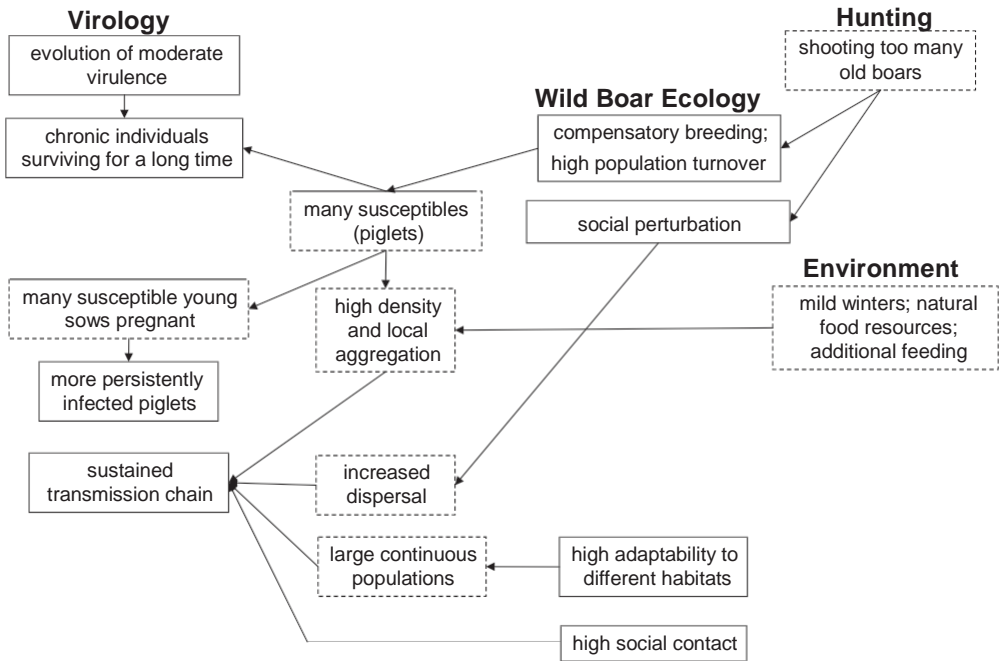 Virology
Hunting
evolution of moderate
virulence
shooting too many
old boars
Wild Boar Ecology
chronic individuals
surviving for a long time
compensatory breeding;
high population turnover
many susceptibles
(piglets)
social perturbation
Environment
many susceptible young
sows pregnant
high density
and local
aggregation
mild winters; natural
food resources;
additional feeding
more persistently
infected piglets
sustained
transmission chain
increased
dispersal
large continuous
populations
high adaptability to
different habitats
high social contact